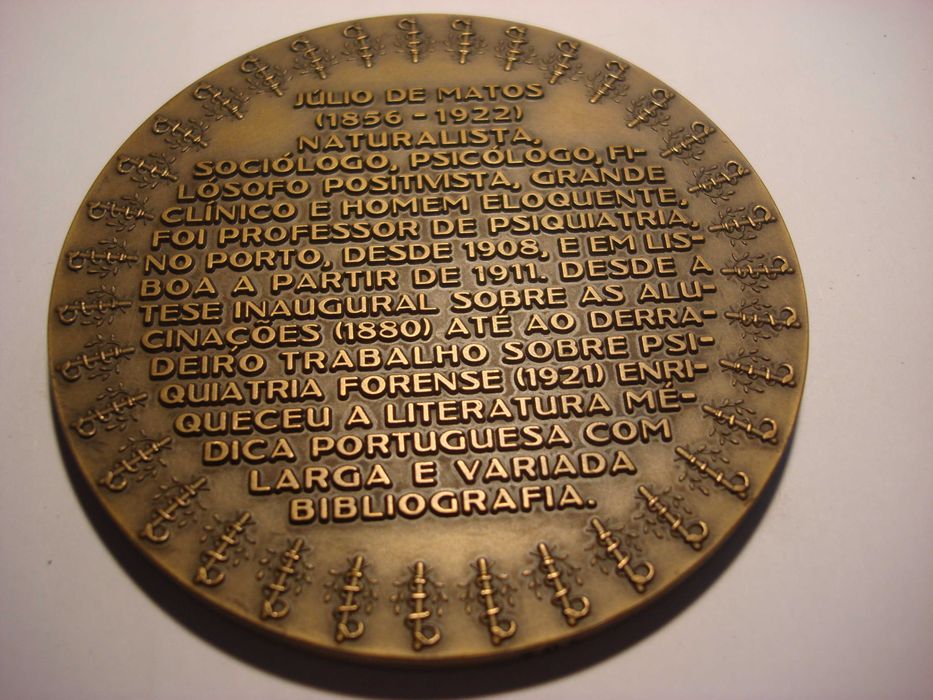 JÚLIO DE MATOS
(1856 - 1922)
NATURALISTA,
SOCIÓLOGO, PSICÓLOGO, FI-
LÓSOFO POSITIVISTA, GRANDE
CLÍNICO E HOMEM ELOQUENTE,
FOI PROFESSOR DE PSIQUIATRIA,
NO PORTO, DESDE 1908, E EM LIS-
BOA A PARTIR DE 1911. DESDE A
TESE INAUGURAL SOBRE AS ALU-
CINAÇÕES (1880) ATÉ AO DERRA-
DEIRO TRABALHO SOBRE PSI-
QUIATRIA FORENSE (1921) ENRI-
QUECEU A LITERATURA MÉ-
DICA PORTUGUESA COM
LARGA E VARIADA
BIBLIOGRAFIA.